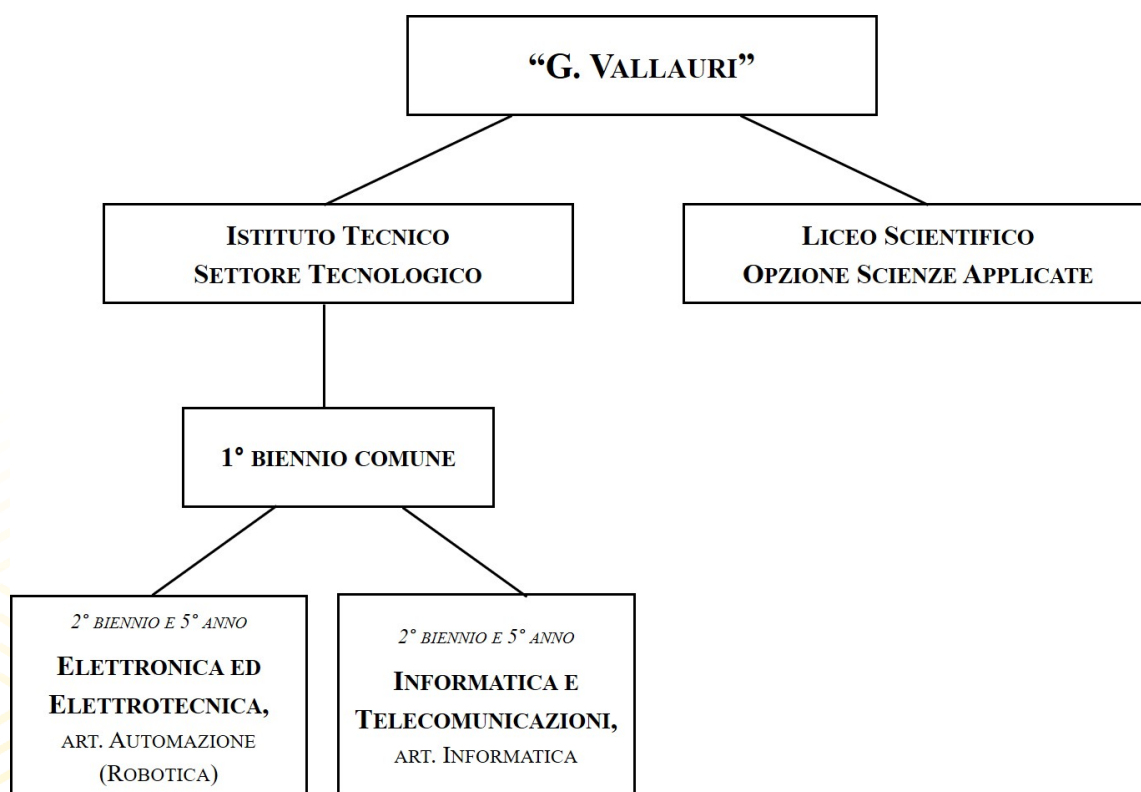 “G. Vallauri”
Istituto Tecnico
Settore Tecnologico
Liceo Scientifico
Opzione Scienze Applicate
1° biennio comune
2° biennio e 5° anno
Elettronica ed
Elettrotecnica,
art. Automazione
(Robotica)
2° biennio e 5° anno
Informatica e
Telecomunicazioni,
art. Informatica